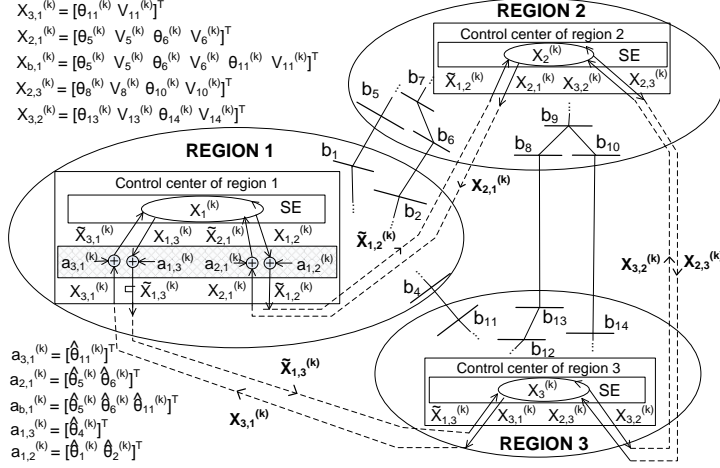 X₃,₁⁽ᵏ⁾ = [θ₁₁⁽ᵏ⁾ V₁₁⁽ᵏ⁾]ᵀ
X₂,₁⁽ᵏ⁾ = [θ₅⁽ᵏ⁾ V₅⁽ᵏ⁾ θ₆⁽ᵏ⁾ V₆⁽ᵏ⁾]ᵀ
X_b,₁⁽ᵏ⁾ = [θ₅⁽ᵏ⁾ V₅⁽ᵏ⁾ θ₆⁽ᵏ⁾ V₆⁽ᵏ⁾ θ₁₁⁽ᵏ⁾ V₁₁⁽ᵏ⁾]ᵀ
X₂,₃⁽ᵏ⁾ = [θ₈⁽ᵏ⁾ V₈⁽ᵏ⁾ θ₁₀⁽ᵏ⁾ V₁₀⁽ᵏ⁾]ᵀ
X₃,₂⁽ᵏ⁾ = [θ₁₃⁽ᵏ⁾ V₁₃⁽ᵏ⁾ θ₁₄⁽ᵏ⁾ V₁₄⁽ᵏ⁾]ᵀ
REGION 2
Control center of region 2
X₂⁽ᵏ⁾ SE
X̃₁,₂⁽ᵏ⁾ X₂,₁⁽ᵏ⁾ X₃,₂⁽ᵏ⁾ X₂,₃⁽ᵏ⁾
b₇
b₅
b₆
b₉
b₈ b₁₀
b₁
b₂
REGION 1
Control center of region 1
X₁⁽ᵏ⁾ SE
X̃₃,₁⁽ᵏ⁾ X₁,₃⁽ᵏ⁾ X̃₂,₁⁽ᵏ⁾ X₁,₂⁽ᵏ⁾
a₃,₁⁽ᵏ⁾ a₁,₃⁽ᵏ⁾ a₂,₁⁽ᵏ⁾ a₁,₂⁽ᵏ⁾
X₃,₁⁽ᵏ⁾ X̃₁,₃⁽ᵏ⁾ X₂,₁⁽ᵏ⁾ X̃₁,₂⁽ᵏ⁾
X₂,₁⁽ᵏ⁾
X̃₁,₂⁽ᵏ⁾
X₃,₂⁽ᵏ⁾ X₂,₃⁽ᵏ⁾
b₄
b₁₁
b₁₃
b₁₄
b₁₂
Control center of region 3
X₃⁽ᵏ⁾ SE
X̃₁,₃⁽ᵏ⁾ X₃,₁⁽ᵏ⁾ X₂,₃⁽ᵏ⁾ X₃,₂⁽ᵏ⁾
REGION 3
X̃₁,₃⁽ᵏ⁾
X₃,₁⁽ᵏ⁾
a₃,₁⁽ᵏ⁾ = [θ̂₁₁⁽ᵏ⁾]ᵀ
a₂,₁⁽ᵏ⁾ = [θ̂₅⁽ᵏ⁾ θ̂₆⁽ᵏ⁾]ᵀ
a_b,₁⁽ᵏ⁾ = [θ̂₅⁽ᵏ⁾ θ̂₆⁽ᵏ⁾ θ̂₁₁⁽ᵏ⁾]ᵀ
a₁,₃⁽ᵏ⁾ = [θ̂₄⁽ᵏ⁾]ᵀ
a₁,₂⁽ᵏ⁾ = [θ̂₁⁽ᵏ⁾ θ̂₂⁽ᵏ⁾]ᵀ